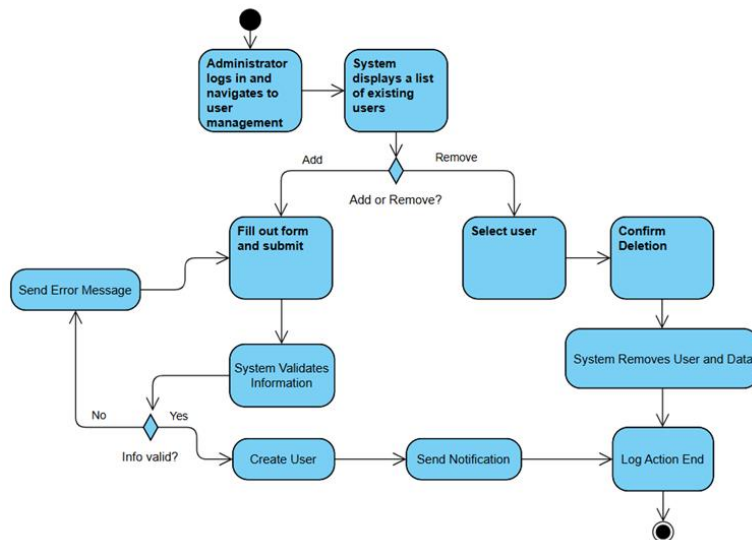 Administrator
logs in and
navigates to
user
management
System
displays a list
of existing
users
Add
Remove
Add or Remove?
Fill out form
and submit
Select user
Confirm
Deletion
Send Error Message
System Validates
Information
System Removes User and Data
No
Yes
Info valid?
Create User
Send Notification
Log Action End